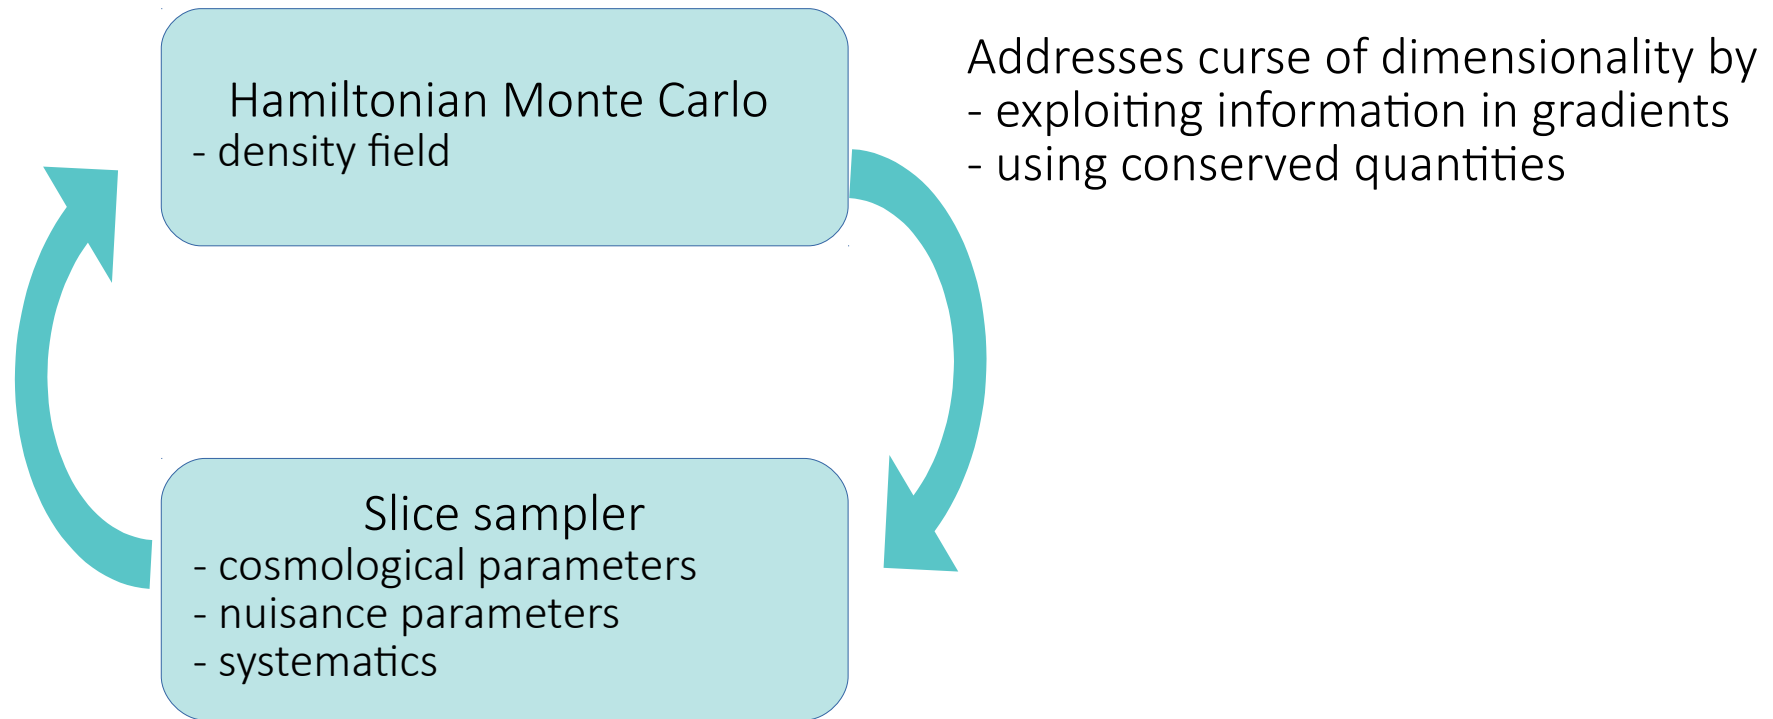 Hamiltonian Monte Carlo
- density field
Addresses curse of dimensionality by
- exploiting information in gradients
- using conserved quantities
Slice sampler
- cosmological parameters
- nuisance parameters
- systematics